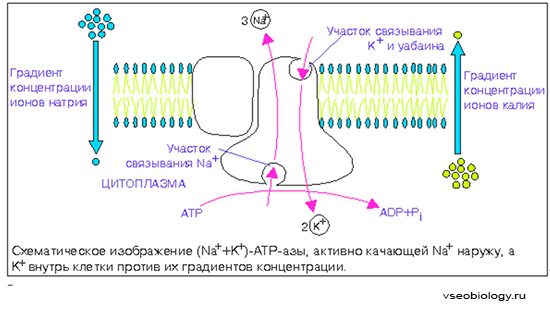 3 Na⁺
Участок связывания
K⁺ и уабаина
Градиент
концентрации
ионов натрия
Градиент
концентрации
ионов калия
Участок
связывания Na⁺
ЦИТОПЛАЗМА
ATP
ADP+Pi
2 K⁺
Схематическое изображение (Na⁺+K⁺)-ATP-азы, активно качающей Na⁺ наружу, а
K⁺ внутрь клетки против их градиентов концентрации.
vseobiology.ru